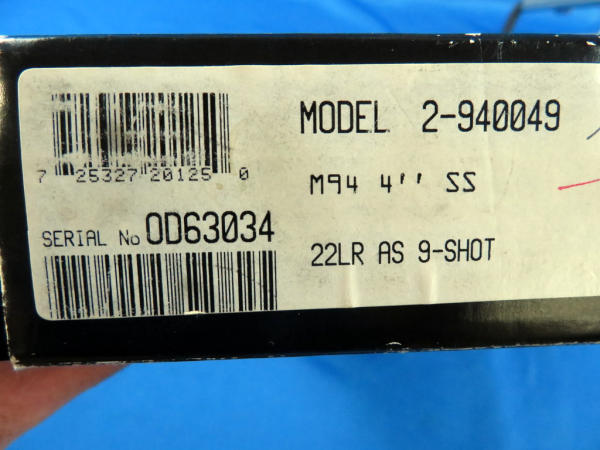 7 25327 20125 0
MODEL 2-940049
M94 4'' SS
SERIAL No OD63034
22LR AS 9-SHOT